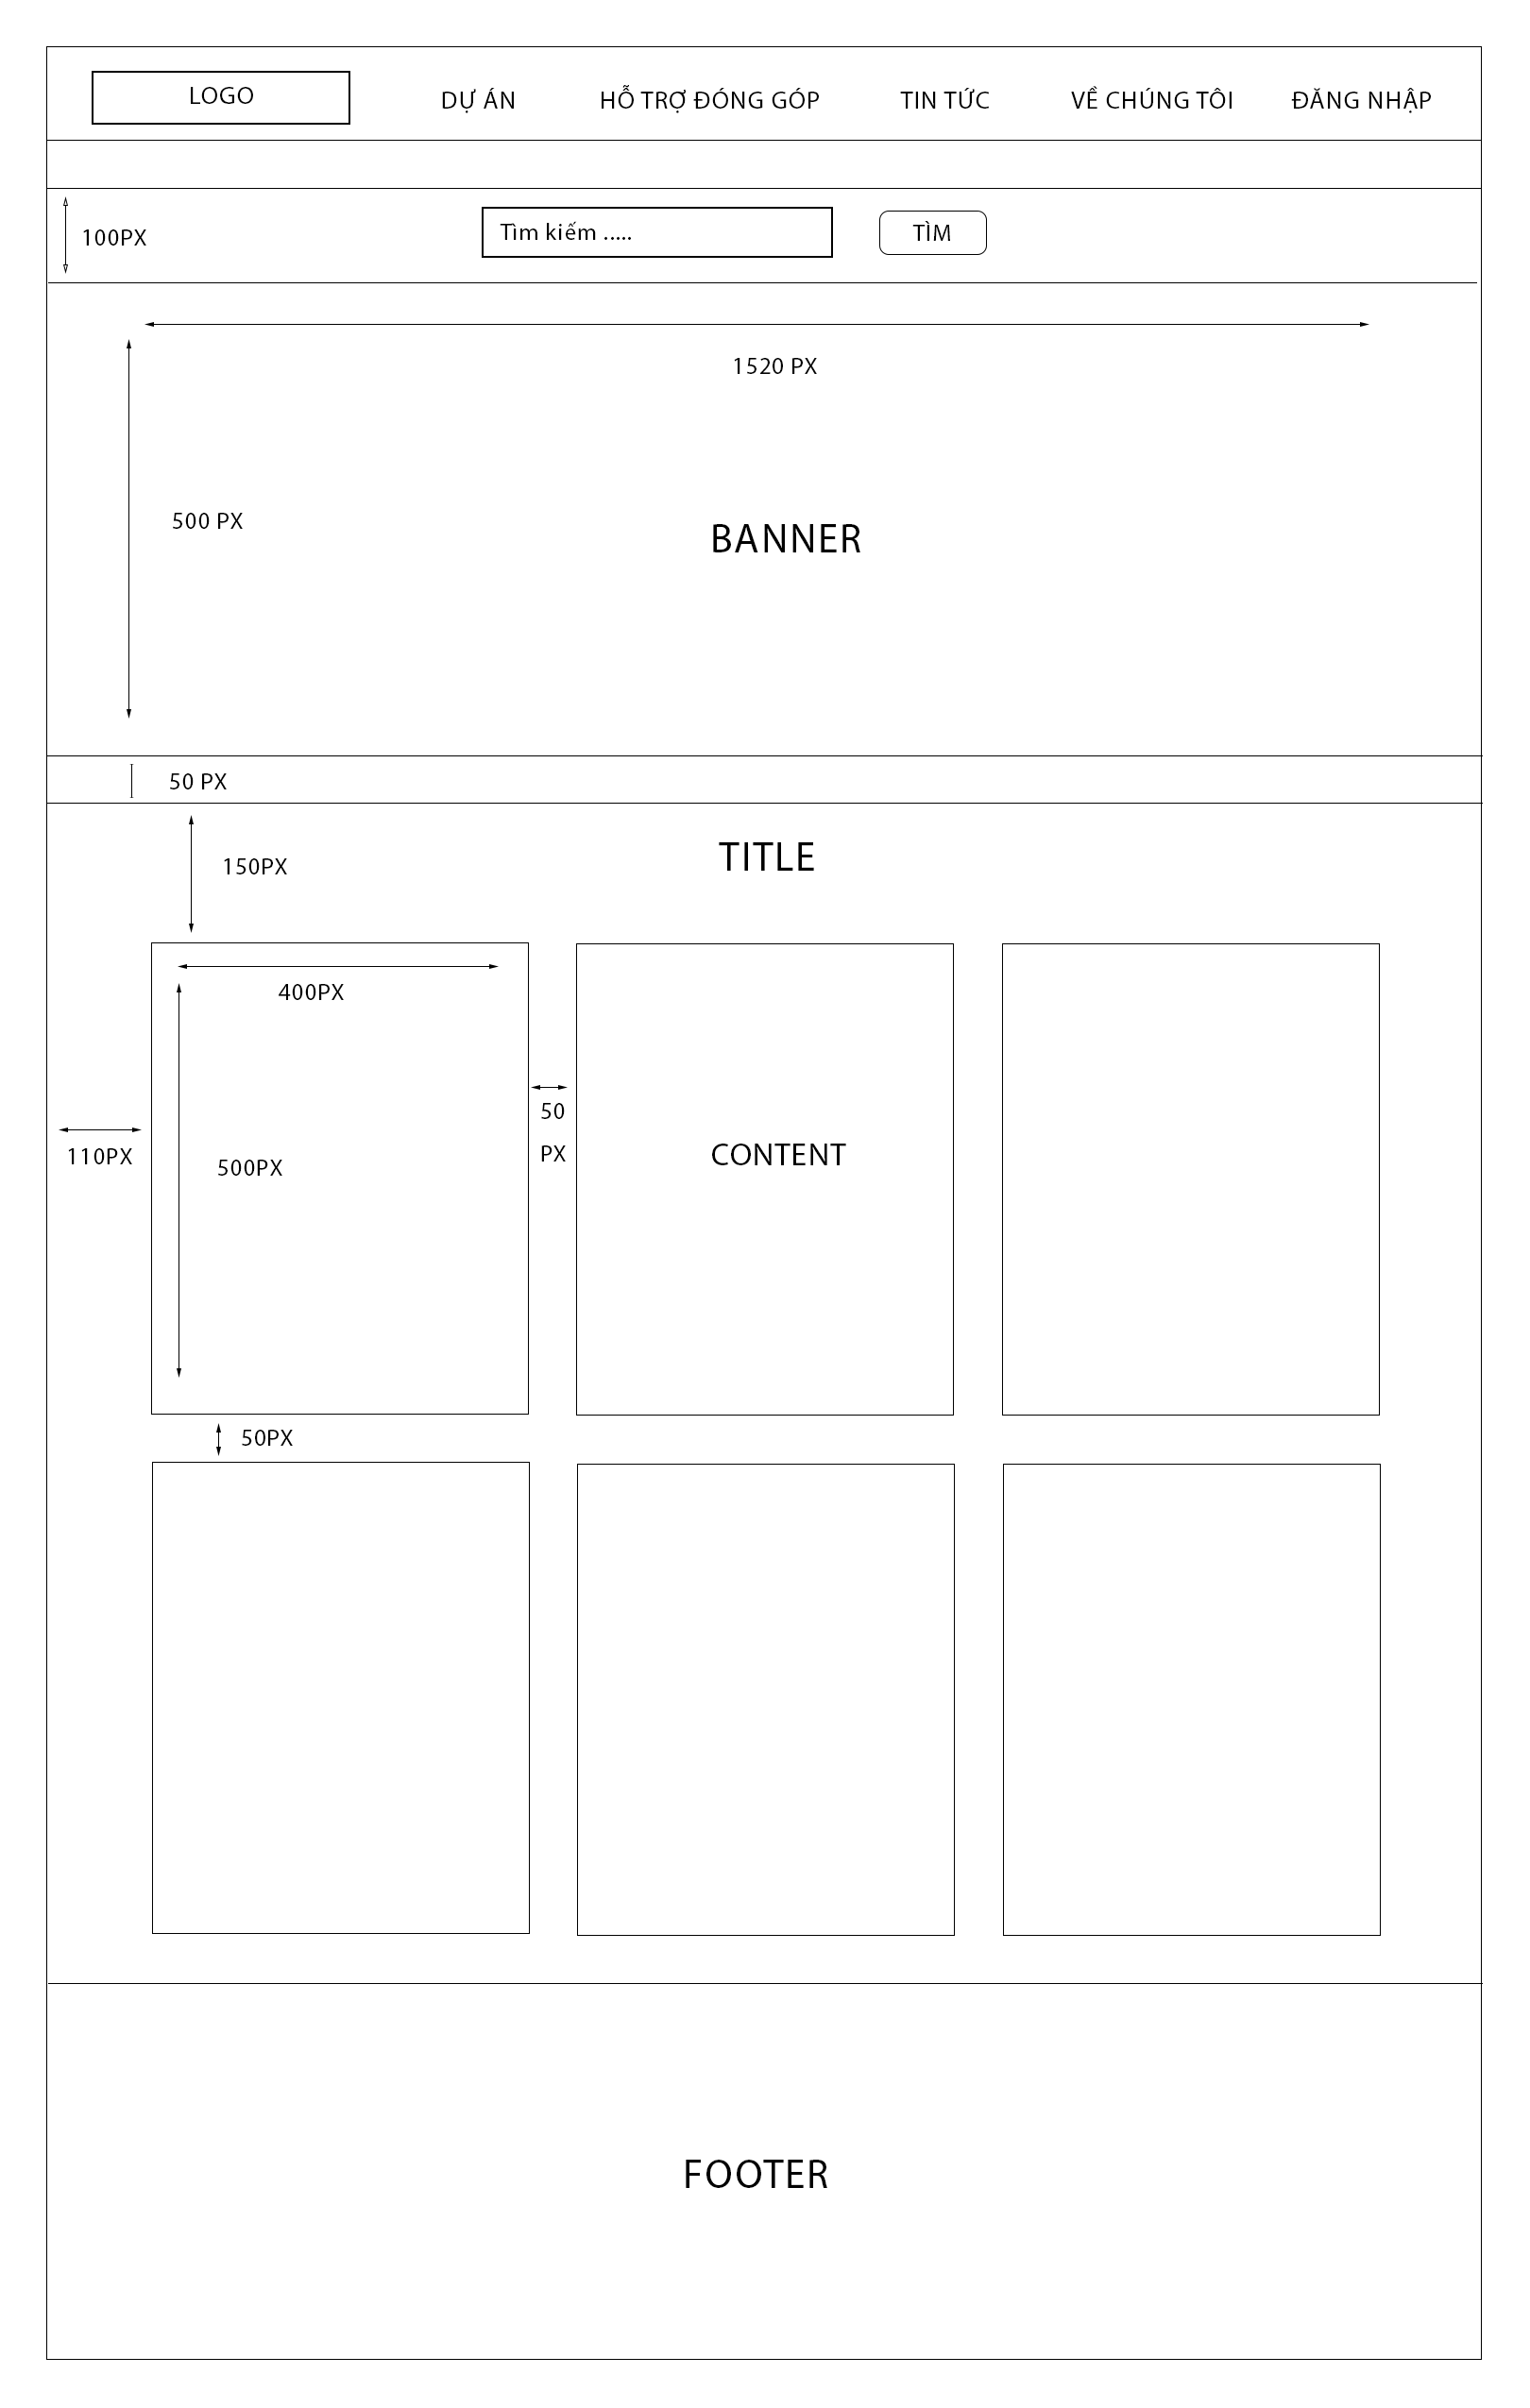 LOGO
DỰ ÁN
HỖ TRỢ ĐÓNG GÓP
TIN TỨC
VỀ CHÚNG TÔI
ĐĂNG NHẬP
100PX
Tìm kiếm .....
TÌM
1520 PX
500 PX
BANNER
50 PX
TITLE
150PX
400PX
50
PX
110PX
500PX
CONTENT
50PX
FOOTER